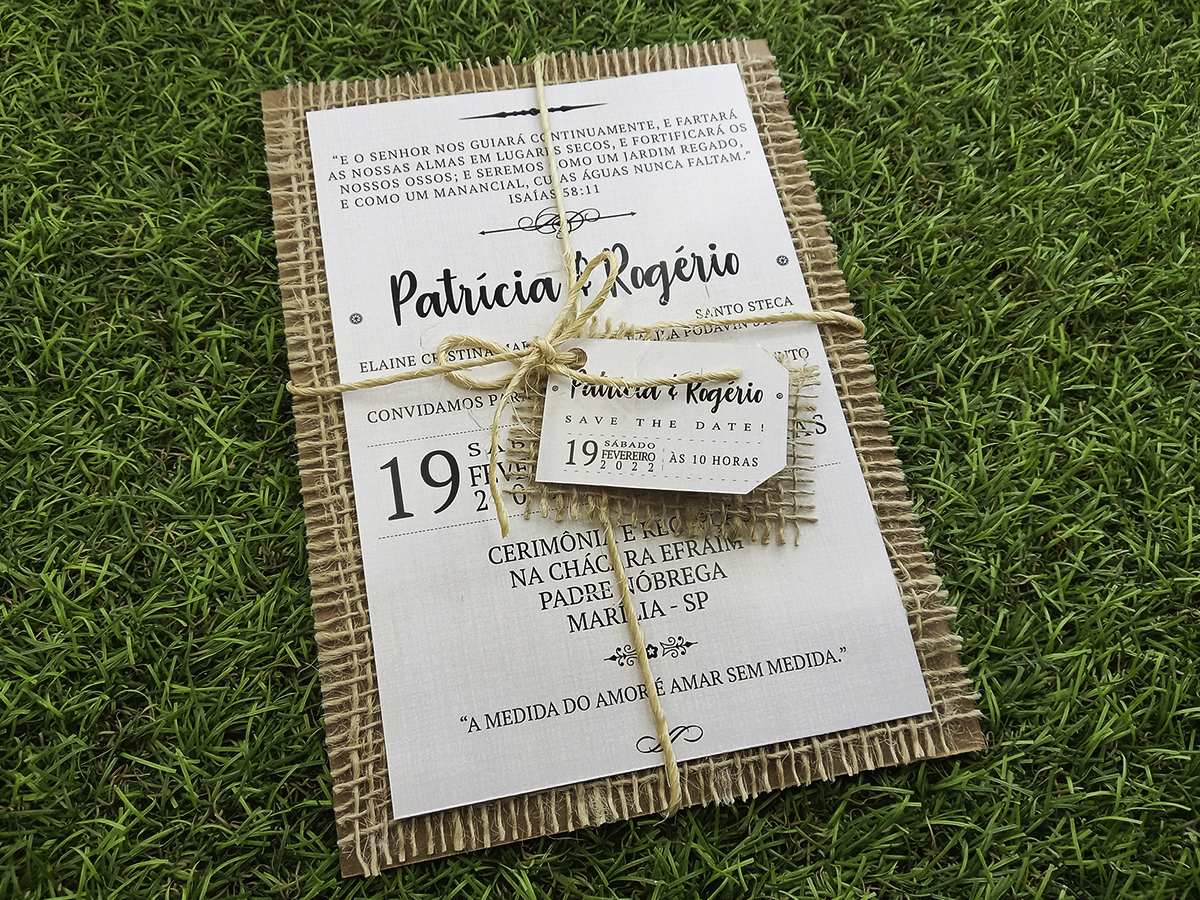 “E O SENHOR NOS GUIARÁ CONTINUAMENTE, E FARTARÁ
AS NOSSAS ALMAS EM LUGARES SECOS, E FORTIFICARÁ OS
NOSSOS OSSOS; E SEREMOS COMO UM JARDIM REGADO,
E COMO UM MANANCIAL, CUJAS ÁGUAS NUNCA FALTAM.”
ISAÍAS 58:11
Patrícia & Rogério
SANTO STECA
ELAINE CRISTINA
CONVIDAMOS
19
CERIMÔNIA E
NA CHÁCARA EFRAIM
PADRE NÓBREGA
MARÍLIA - SP
“A MEDIDA DO AMOR É AMAR SEM MEDIDA.”
Patrícia & Rogério
SAVE THE DATE!
19 SÁBADO
FEVEREIRO
2022
ÀS 10 HORAS